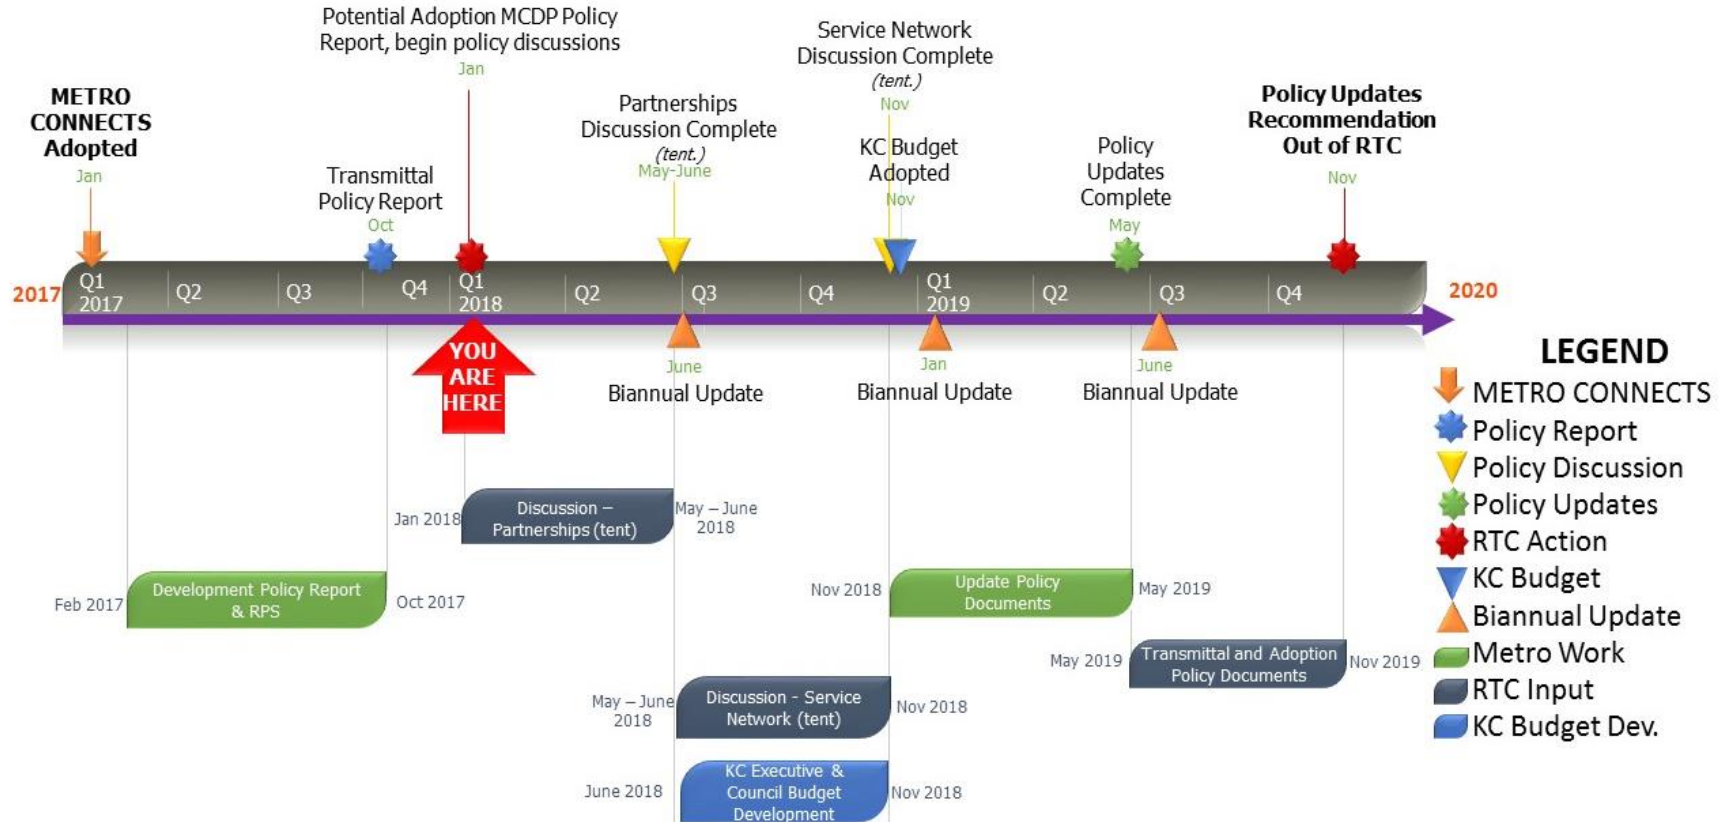 Potential Adoption MCDP Policy
Report, begin policy discussions
Jan
Service Network
Discussion Complete
(tent.)
Nov
METRO
CONNECTS
Adopted
Jan
Partnerships
Discussion Complete
(tent.)
May-June
Policy Updates
Recommendation
Out of RTC
Nov
Transmittal
Policy Report
Oct
KC Budget
Adopted
Nov
Policy
Updates
Complete
May
2017
Q1
2017
Q2
Q3
Q4
Q1
2018
Q2
Q3
Q4
Q1
2019
Q2
Q3
Q4
2020
YOU
ARE
HERE
June
Biannual Update
Jan
Biannual Update
June
Biannual Update
LEGEND
METRO CONNECTS
Policy Report
Policy Discussion
Policy Updates
RTC Action
KC Budget
Biannual Update
Metro Work
RTC Input
KC Budget Dev.
Jan 2018
Discussion –
Partnerships (tent)
May – June
2018
Feb 2017
Development Policy Report
& RPS
Oct 2017
Nov 2018
Update Policy
Documents
May 2019
May 2019
Transmittal and Adoption
Policy Documents
Nov 2019
May – June
2018
Discussion - Service
Network (tent)
Nov 2018
June 2018
KC Executive &
Council Budget
Development
Nov 2018